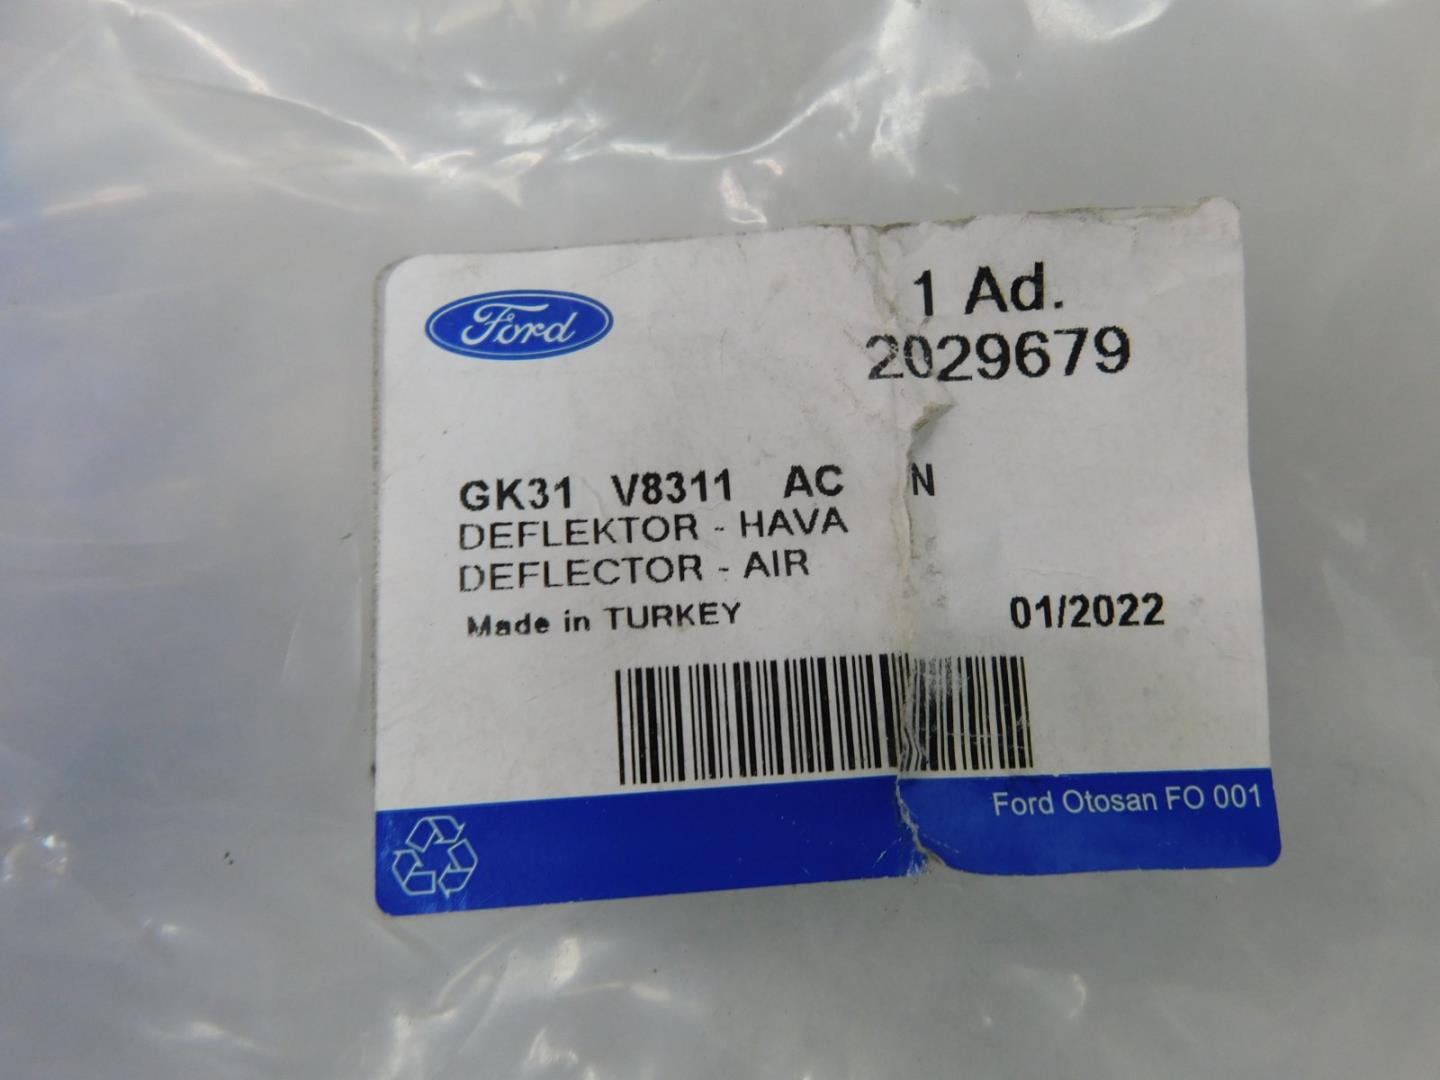 Ford
1 Ad.
2029679
GK31 V8311 AC N
DEFLEKTOR - HAVA
DEFLECTOR - AIR
Made in TURKEY
01/2022
Ford Otosan FO 001